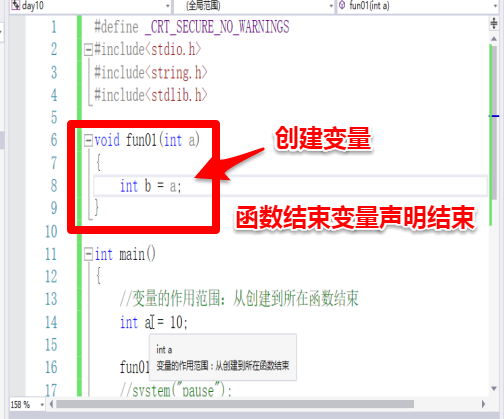 day10 (全局范围) fun01(int a)
1 #define _CRT_SECURE_NO_WARNINGS
2 #include<stdio.h>
3 #include<string.h>
4 #include<stdlib.h>
5
6 void fun01(int a)
7 {
8 int b = a;
9 }
10
11 int main()
12 {
13 //变量的作用范围：从创建到所在函数结束
14 int a = 10;
15
16 fun01
17 //system("pause");
创建变量
函数结束变量声明结束
int a
变量的作用范围：从创建到所在函数结束
158 %